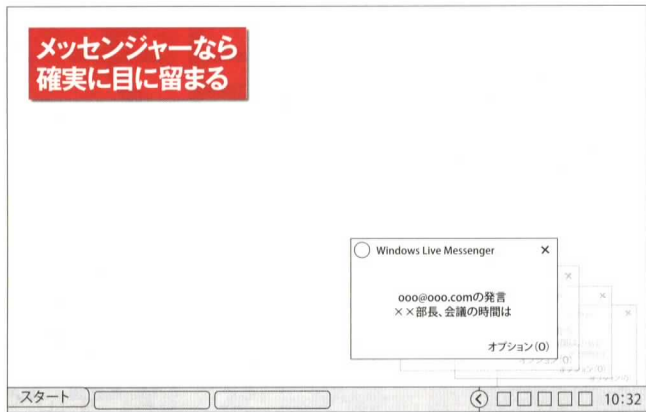 メッセンジャーなら
確実に目に留まる
Windows Live Messenger ×
ooo@ooo.comの発言
××部長、会議の時間は
オプション(O)
スタート
10:32